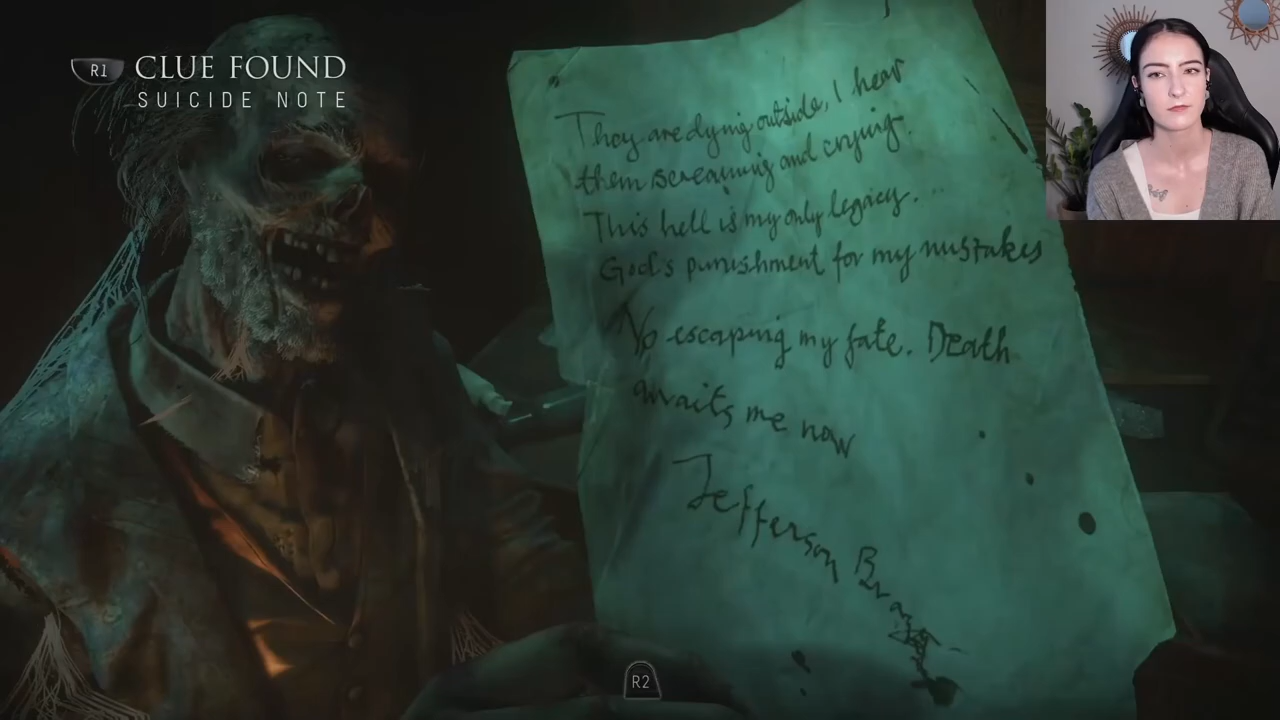 R1 CLUE FOUND
SUICIDE NOTE
They are dying outside, I hear
them screaming and crying.
This hell is my only legacy.
God's punishment for my mistakes
No escaping my fate. Death
awaits me now
Jefferson
R2